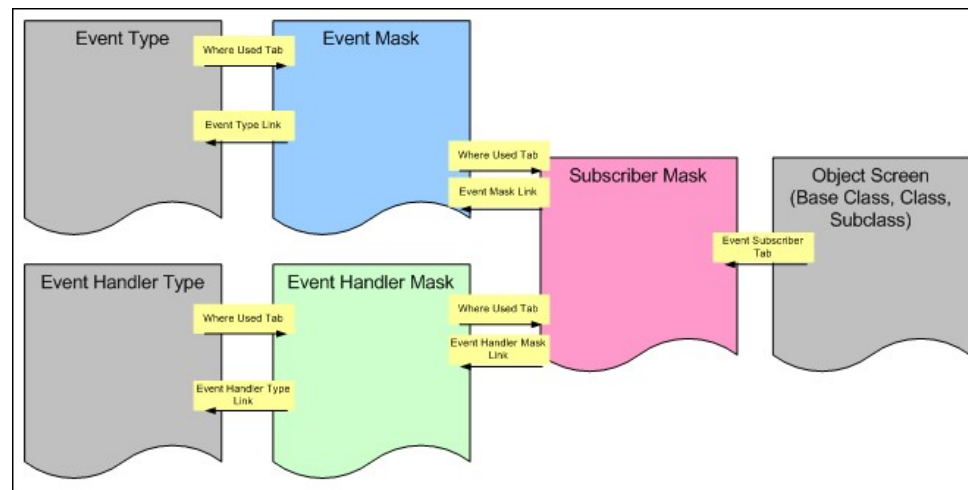 Event Type
Where Used Tab
Event Mask
Event Type Link
Where Used Tab
Event Mask Link
Subscriber Mask
Object Screen
(Base Class, Class,
Subclass)
Event Subscriber
Tab
Event Handler Type
Where Used Tab
Event Handler Mask
Event Handler Type
Link
Where Used Tab
Event Handler Mask
Link